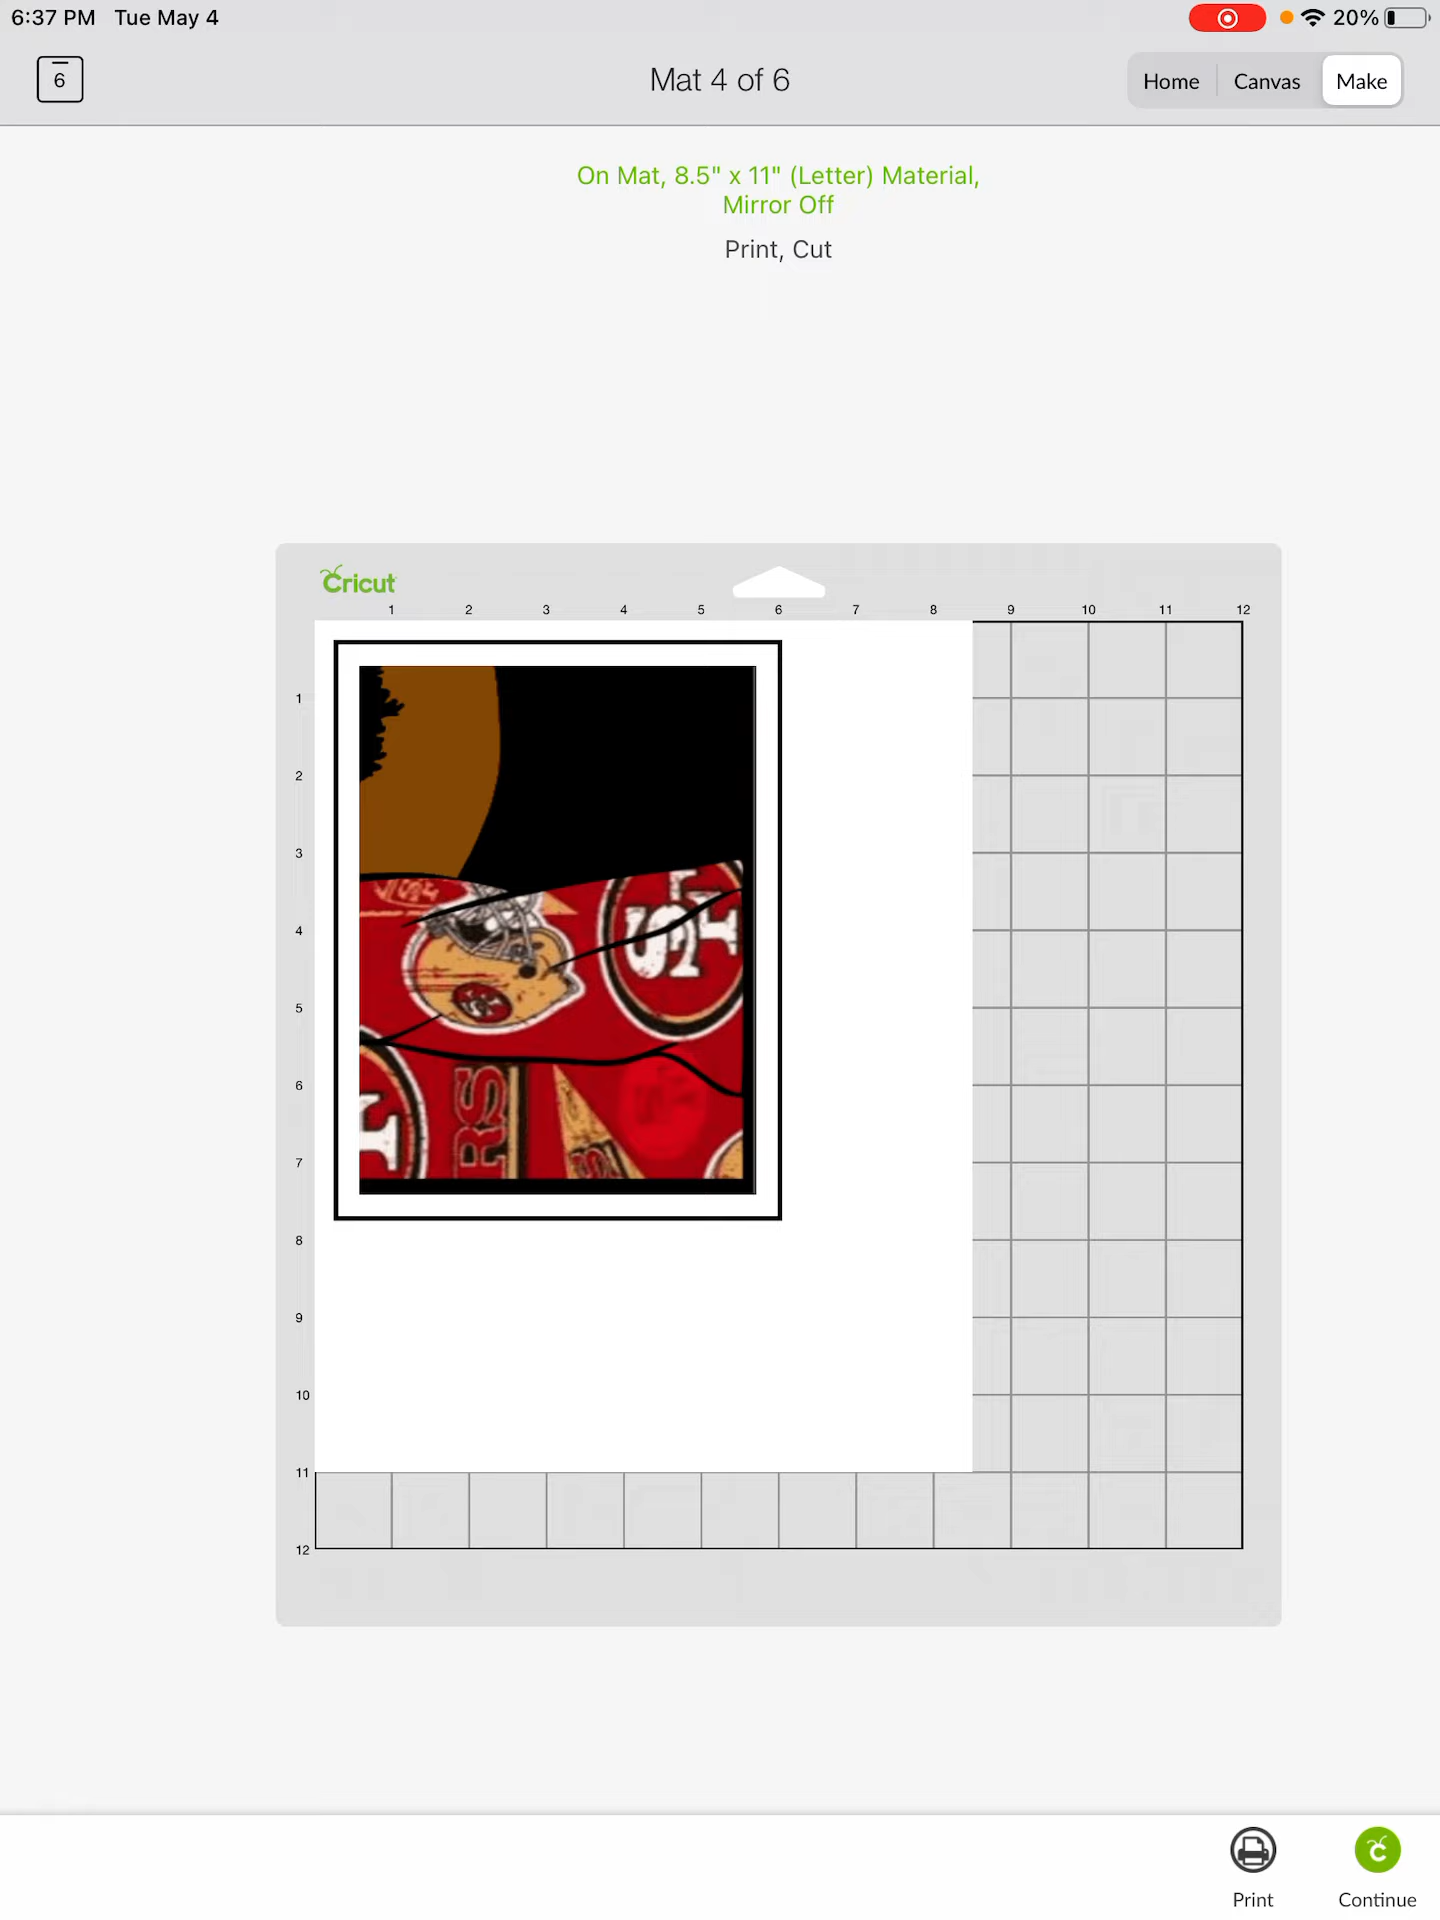 6:37 PM Tue May 4
20%
6
Mat 4 of 6
Home
Canvas
Make
On Mat, 8.5" x 11" (Letter) Material,
Mirror Off
Print, Cut
Cricut
1 2 3 4 5 6 7 8 9 10 11 12
1
2
3
4
5
6
7
8
9
10
11
12
SF
RS
Print
Continue